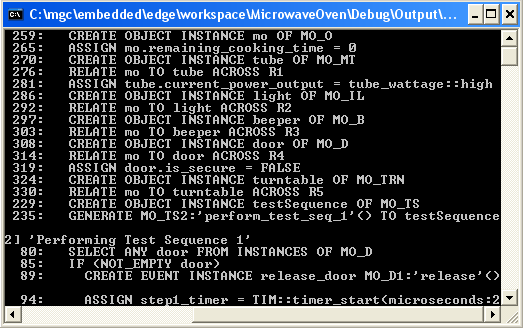 C:\mgc\embedded\edge\workspace\MicrowaveOven\Debug\Output\...
259: CREATE OBJECT INSTANCE mo OF MO_O
265: ASSIGN mo.remaining_cooking_time = 0
270: CREATE OBJECT INSTANCE tube OF MO_MT
276: RELATE mo TO tube ACROSS R1
281: ASSIGN tube.current_power_output = tube_wattage::high
286: CREATE OBJECT INSTANCE light OF MO_IL
292: RELATE mo TO light ACROSS R2
297: CREATE OBJECT INSTANCE beeper OF MO_B
303: RELATE mo TO beeper ACROSS R3
308: CREATE OBJECT INSTANCE door OF MO_D
314: RELATE mo TO door ACROSS R4
319: ASSIGN door.is_secure = FALSE
324: CREATE OBJECT INSTANCE turntable OF MO_TRN
330: RELATE mo TO turntable ACROSS R5
229: CREATE OBJECT INSTANCE testSequence OF MO_TS
235: GENERATE MO_TS2:'perform_test_seq_1'() TO testSequence
2] 'Performing Test Sequence 1'
80: SELECT ANY door FROM INSTANCES OF MO_D
85: IF (NOT_EMPTY door)
89: CREATE EVENT INSTANCE release_door MO_D1:'release'()
94: ASSIGN step1_timer = TIM::timer_start(microseconds:2